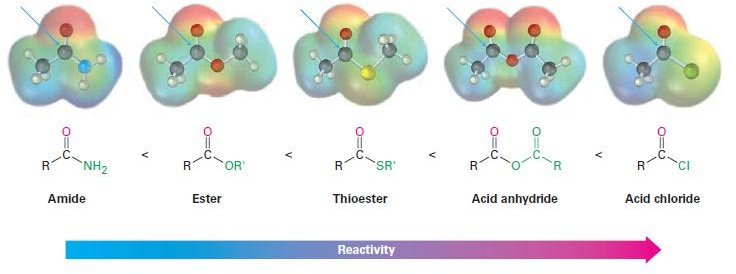 O O O O O O
R C NH2 < R C OR' < R C SR' < R C O C R < R C Cl
Amide Ester Thioester Acid anhydride Acid chloride
Reactivity